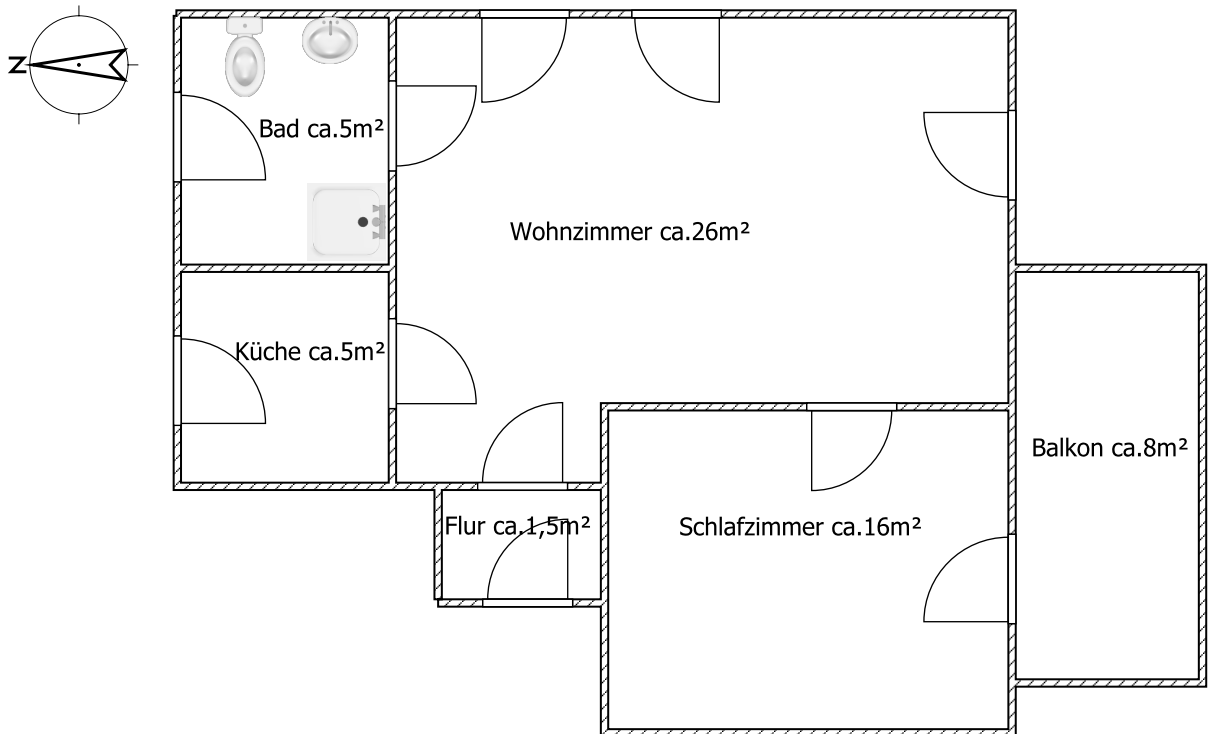 N
Bad ca.5m²
Wohnzimmer ca.26m²
Küche ca.5m²
Balkon ca.8m²
Flur ca.1,5m²
Schlafzimmer ca.16m²